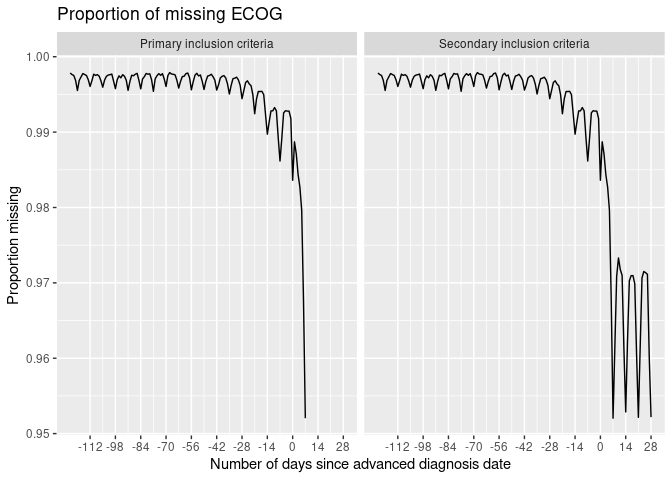 Proportion of missing ECOG
Primary inclusion criteria
Secondary inclusion criteria
Proportion missing
1.00
0.99
0.98
0.97
0.96
0.95
-112 -98 -84 -70 -56 -42 -28 -14 0 14 28
-112 -98 -84 -70 -56 -42 -28 -14 0 14 28
Number of days since advanced diagnosis date